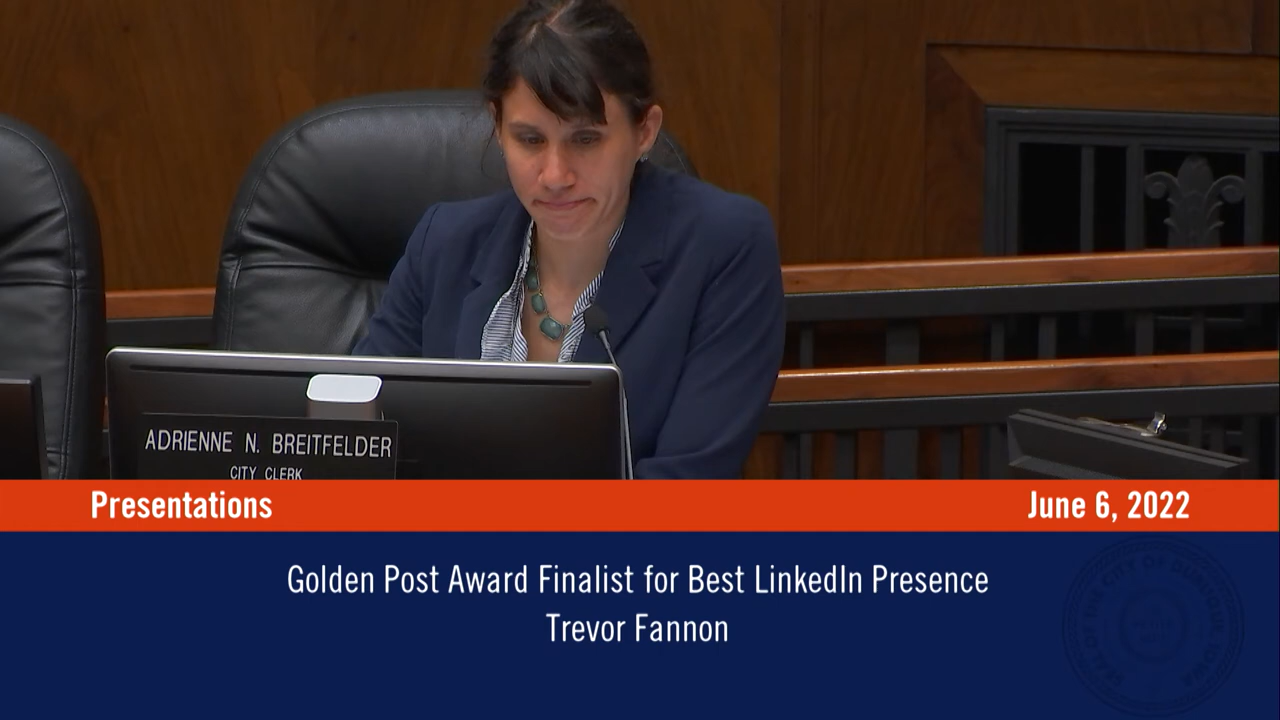 ADRIENNE N. BREITFELDER
CITY CLERK
Presentations
June 6, 2022
Golden Post Award Finalist for Best LinkedIn Presence
Trevor Fannon